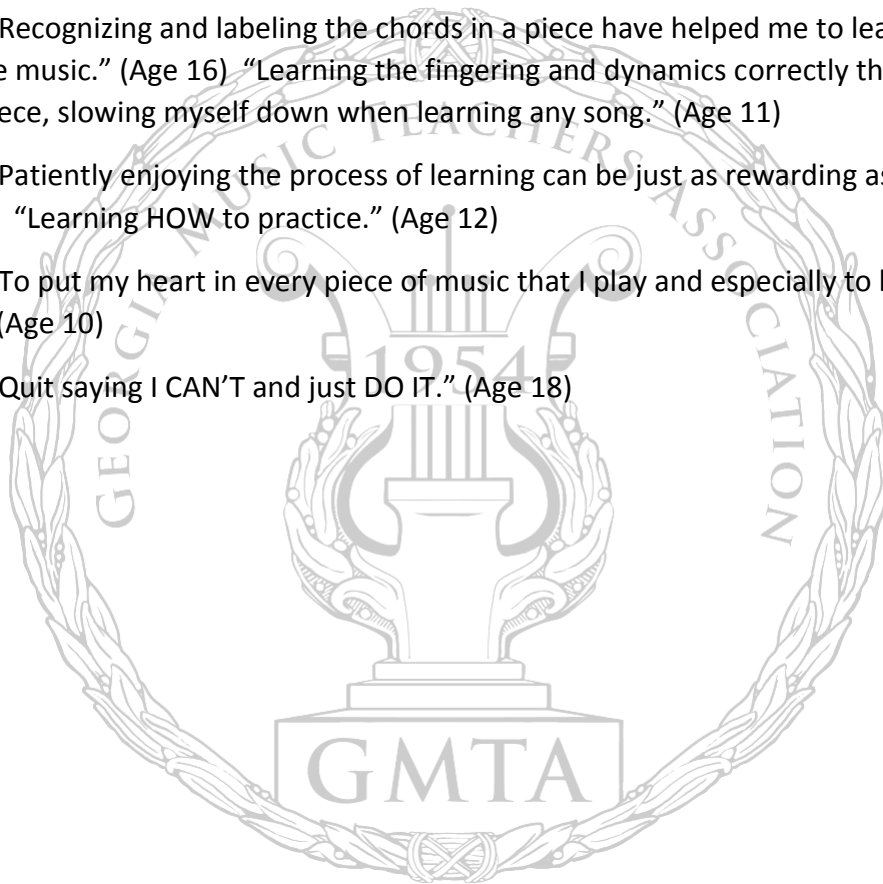 Recognizing and labeling the chords in a piece have helped me to lea
e music.” (Age 16) “Learning the fingering and dynamics correctly th
ece, slowing myself down when learning any song.” (Age 11)
Patiently enjoying the process of learning can be just as rewarding as
“Learning HOW to practice.” (Age 12)
To put my heart in every piece of music that I play and especially to
(Age 10)
Quit saying I CAN’T and just DO IT.” (Age 18)
GEORGIA MUSIC TEACHERS ASSOCIATION
1954
GMTA